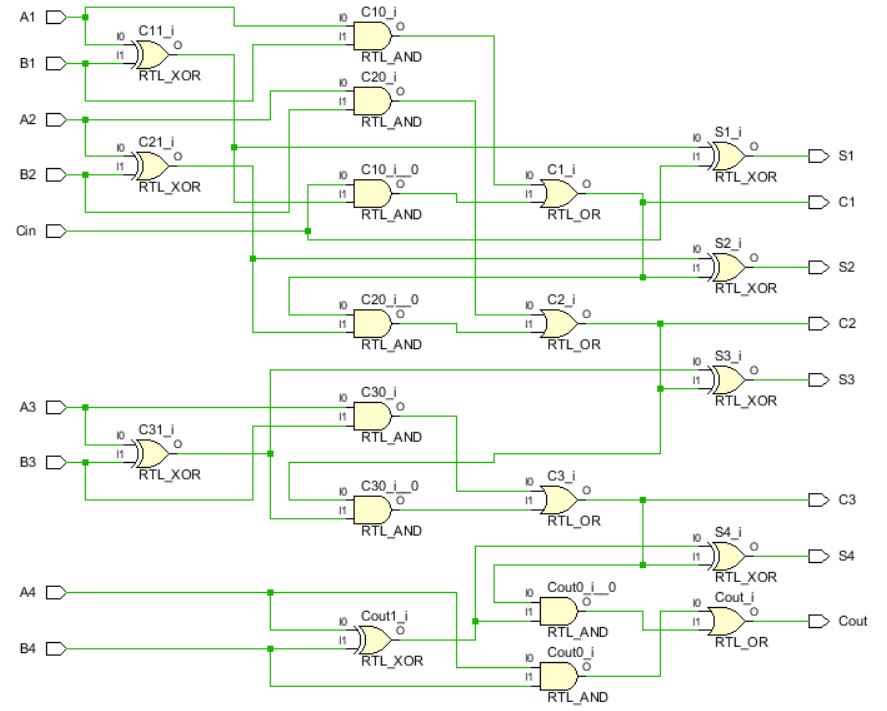 A1
B1
A2
B2
Cin
A3
B3
A4
B4
C11_i
I0
I1
O
RTL_XOR
C21_i
I0
I1
O
RTL_XOR
C31_i
I0
I1
O
RTL_XOR
C10_i
I0
I1
O
RTL_AND
C20_i
I0
I1
O
RTL_AND
C10_i__0
I0
I1
O
RTL_AND
C20_i__0
I0
I1
O
RTL_AND
C30_i
I0
I1
O
RTL_AND
C30_i__0
I0
I1
O
RTL_AND
Cout1_i
I0
I1
O
RTL_XOR
C1_i
I0
I1
O
RTL_OR
C2_i
I0
I1
O
RTL_OR
C3_i
I0
I1
O
RTL_OR
Cout0_i__0
I0
I1
O
RTL_AND
Cout0_i
I0
I1
O
RTL_AND
S1_i
I0
I1
O
RTL_XOR
S2_i
I0
I1
O
RTL_XOR
S3_i
I0
I1
O
RTL_XOR
S4_i
I0
I1
O
RTL_XOR
Cout_i
I0
I1
O
RTL_OR
S1
C1
S2
C2
S3
C3
S4
Cout